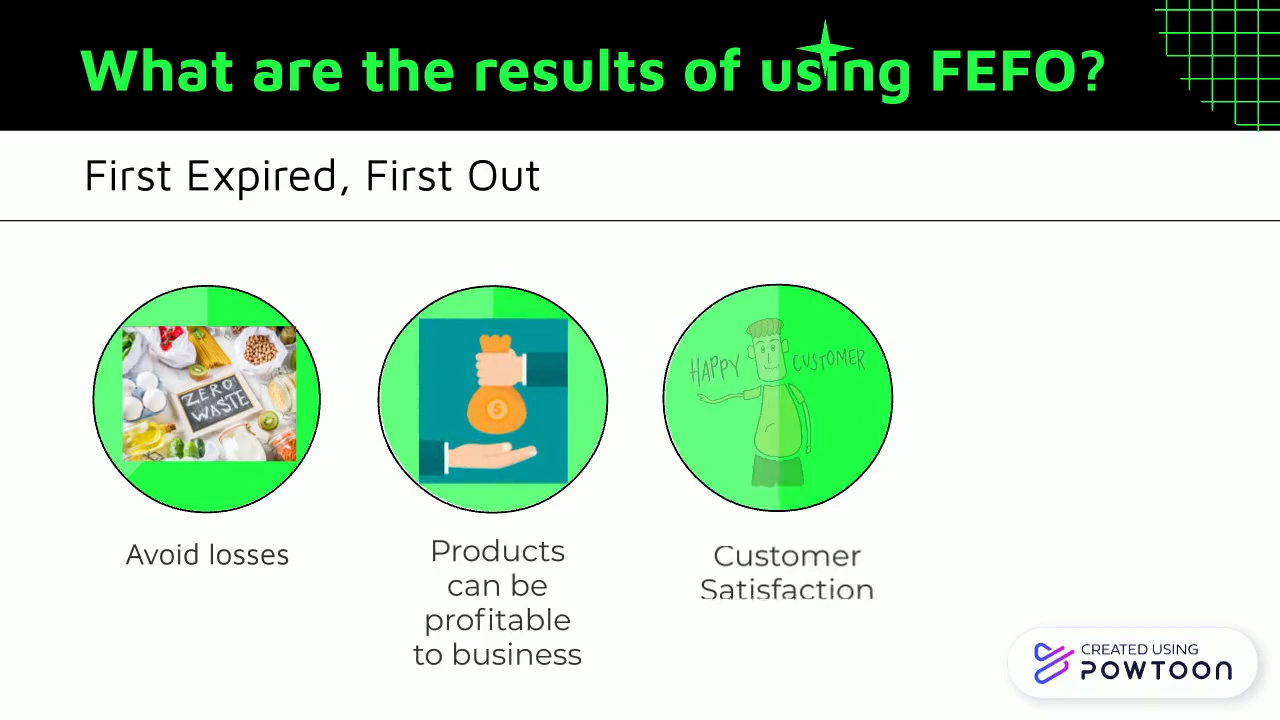 What are the results of using FEFO?
First Expired, First Out
ZERO
WASTE
$
HAPPY CUSTOMER
Avoid losses
Products
can be
profitable
to business
Customer
Satisfaction
CREATED USING
POWTOON